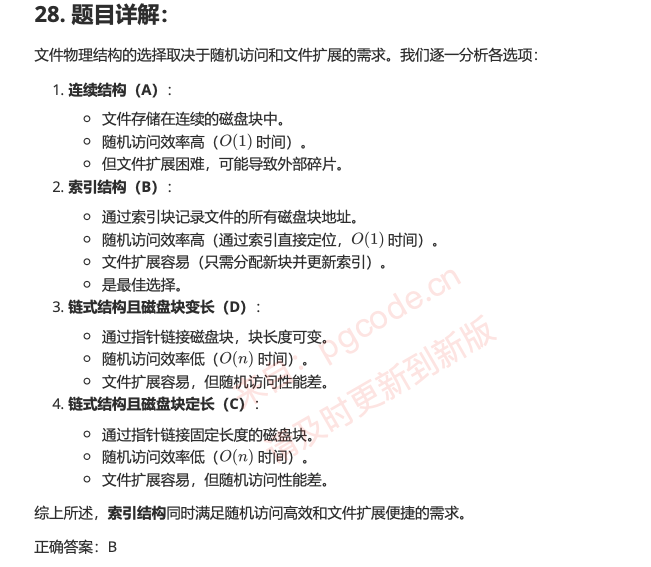 28. 题目详解：
文件物理结构的选择取决于随机访问和文件扩展的需求。我们逐一分析各选项：
1. 连续结构（A）：
文件存储在连续的磁盘块中。
随机访问效率高（O(1) 时间）。
但文件扩展困难，可能导致外部碎片。
2. 索引结构（B）：
通过索引块记录文件的所有磁盘块地址。
随机访问效率高（通过索引直接定位，O(1) 时间）。
文件扩展容易（只需分配新块并更新索引）。
是最佳选择。
3. 链式结构且磁盘块变长（D）：
通过指针链接磁盘块，块长度可变。
随机访问效率低（O(n) 时间）。
文件扩展容易，但随机访问性能差。
4. 链式结构且磁盘块定长（C）：
通过指针链接固定长度的磁盘块。
随机访问效率低（O(n) 时间）。
文件扩展容易，但随机访问性能差。
综上所述，索引结构同时满足随机访问高效和文件扩展便捷的需求。
正确答案：B
pgcode.cn
请及时更新到新版